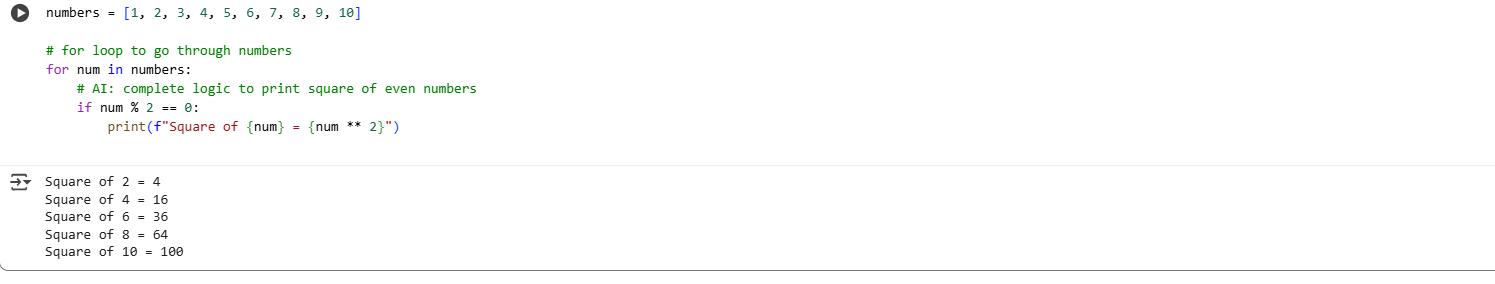 numbers = [1, 2, 3, 4, 5, 6, 7, 8, 9, 10]
# for loop to go through numbers
for num in numbers:
    # AI: complete logic to print square of even numbers
    if num % 2 == 0:
        print(f"Square of {num} = {num ** 2}")
Square of 2 = 4
Square of 4 = 16
Square of 6 = 36
Square of 8 = 64
Square of 10 = 100